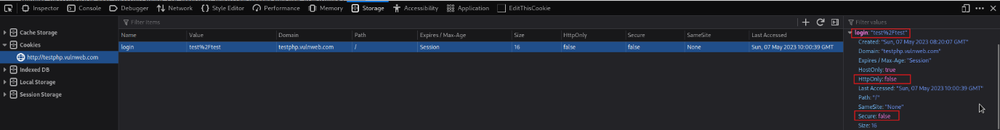 Inspector Console Debugger Network Style Editor Performance Memory Storage Accessibility Application EditThisCookie
Filter items
Filter values
Cache Storage
Cookies
http://testphp.vulnweb.com
Indexed DB
Local Storage
Session Storage
Name Value Domain Path Expires / Max-Age Size HttpOnly Secure SameSite Last Accessed
login test%2Ftest testphp.vulnweb.com / Session 16 false false None Sun, 07 May 2023 10:00:39 GMT
login: "test%2Ftest"
Created: "Sun, 07 May 2023 08:20:07 GMT"
Domain: "testphp.vulnweb.com"
Expires / Max-Age: "Session"
HostOnly: true
HttpOnly: false
Last Accessed: "Sun, 07 May 2023 10:00:39 GMT"
Path: "/"
SameSite: "None"
Secure: false
Size: 16